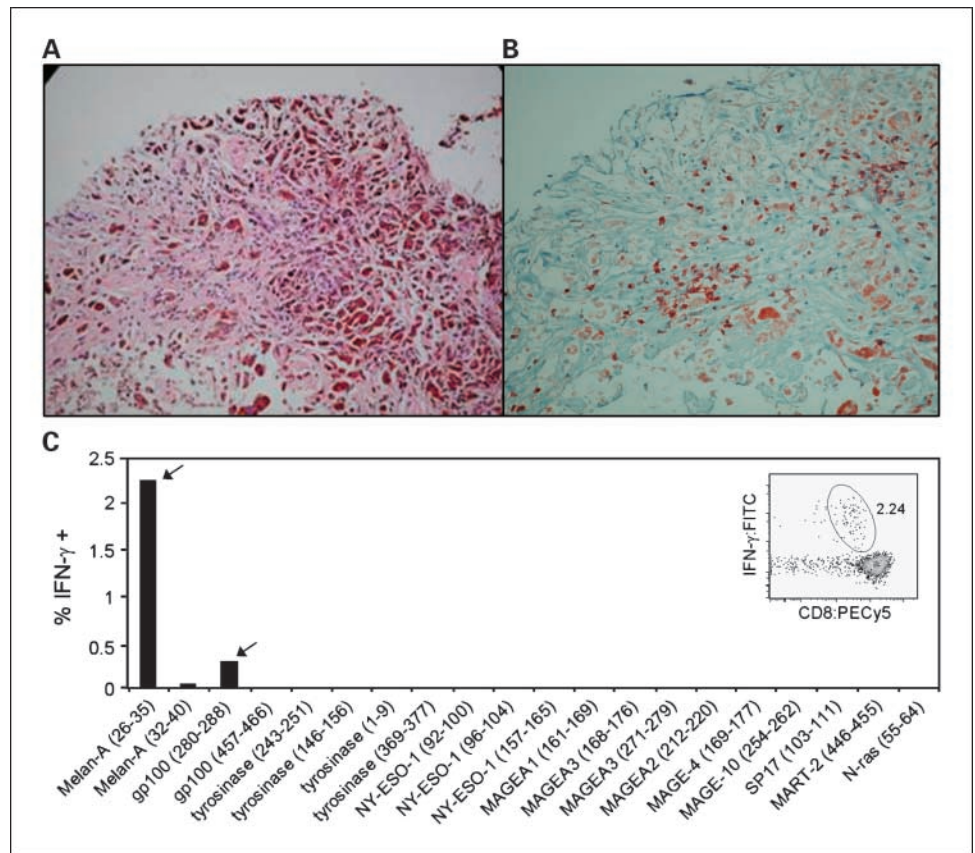 A
B
C
% IFN-γ +
2.5
2
1.5
1
0.5
0
IFN-γ:FITC
2.24
CD8:PECy5
Melan-A (26-35)
Melan-A (32-40)
gp100 (280-288)
gp100 (457-466)
tyrosinase (243-251)
tyrosinase (146-156)
tyrosinase (1-9)
tyrosinase (369-377)
NY-ESO-1 (92-100)
NY-ESO-1 (96-104)
NY-ESO-1 (157-165)
MAGEA1 (161-169)
MAGEA3 (168-176)
MAGEA3 (271-279)
MAGEA2 (212-220)
MAGE-4 (169-177)
MAGE-10 (254-262)
SP17 (103-111)
MART-2 (446-455)
N-ras (55-64)